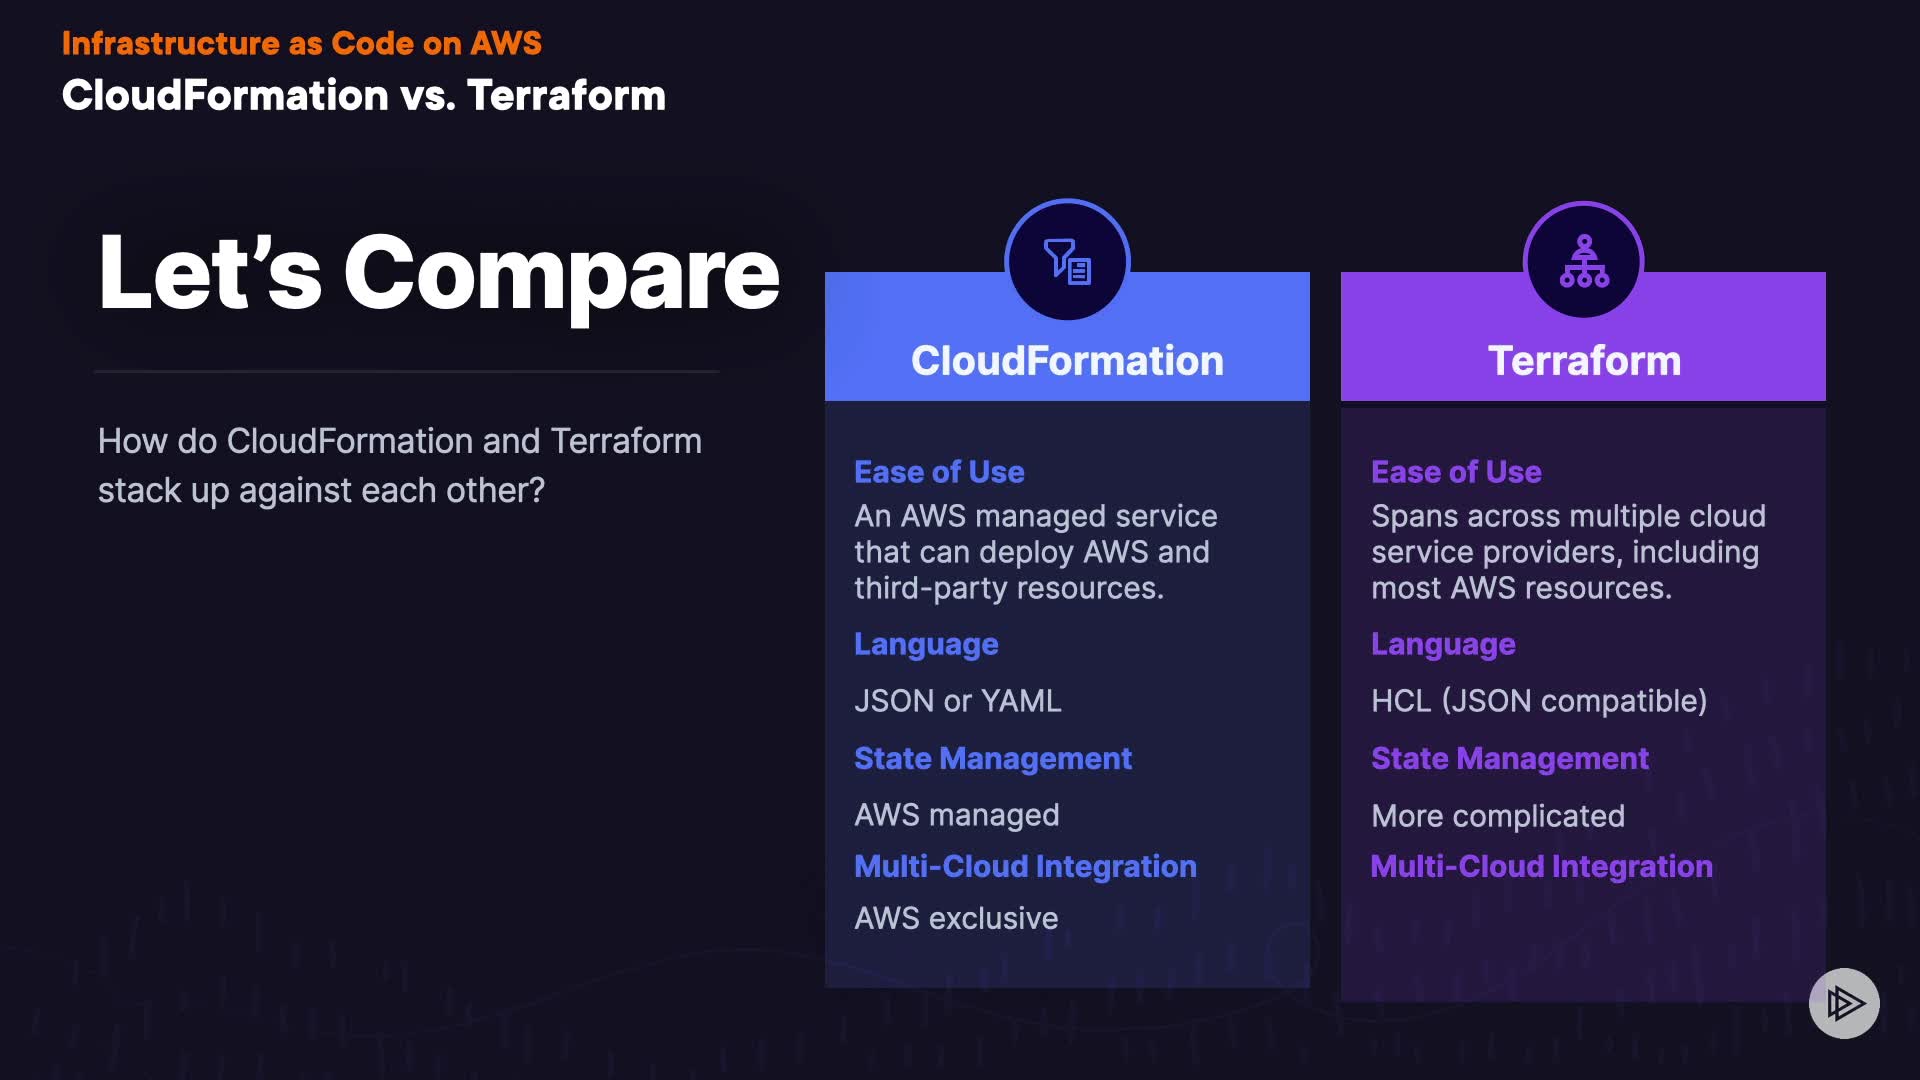 Infrastructure as Code on AWS
CloudFormation vs. Terraform
Let’s Compare
How do CloudFormation and Terraform
stack up against each other?
CloudFormation
Ease of Use
An AWS managed service
that can deploy AWS and
third-party resources.
Language
JSON or YAML
State Management
AWS managed
Multi-Cloud Integration
AWS exclusive
Terraform
Ease of Use
Spans across multiple cloud
service providers, including
most AWS resources.
Language
HCL (JSON compatible)
State Management
More complicated
Multi-Cloud Integration